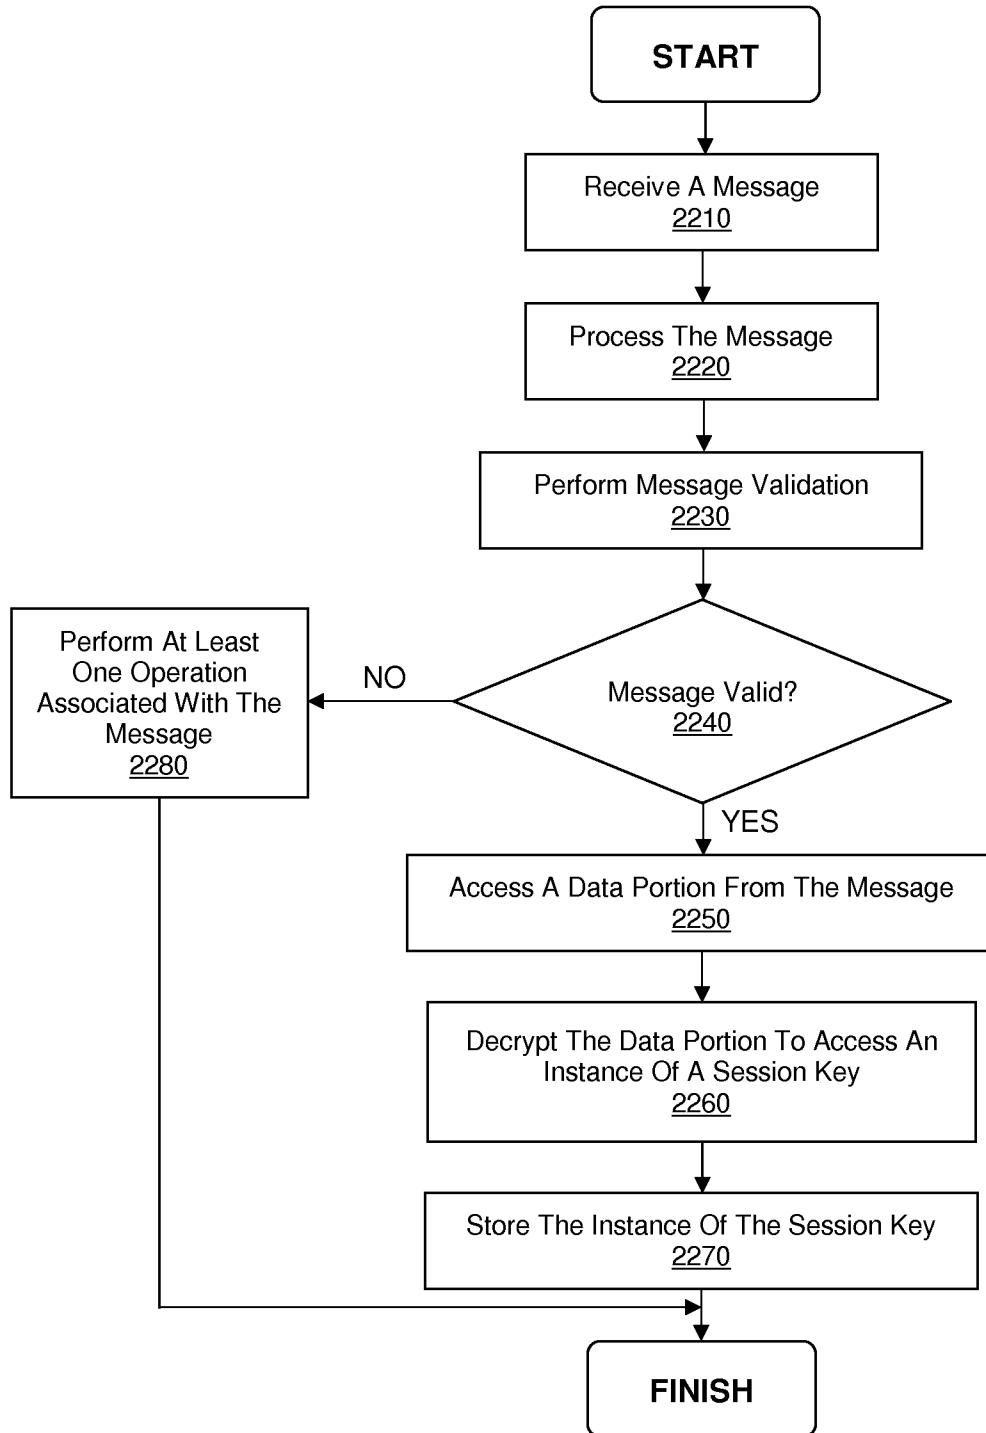 START
Receive A Message
2210
Process The Message
2220
Perform Message Validation
2230
Perform At Least
One Operation
Associated With The
Message
2280
NO
Message Valid?
2240
YES
Access A Data Portion From The Message
2250
Decrypt The Data Portion To Access An
Instance Of A Session Key
2260
Store The Instance Of The Session Key
2270
FINISH